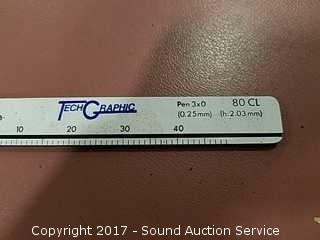 TECHGRAPHIC
Pen 3x0 80 CL
(0.25mm) (h:2.03mm)
10 20 30 40
Copyright 2017 - Sound Auction Service